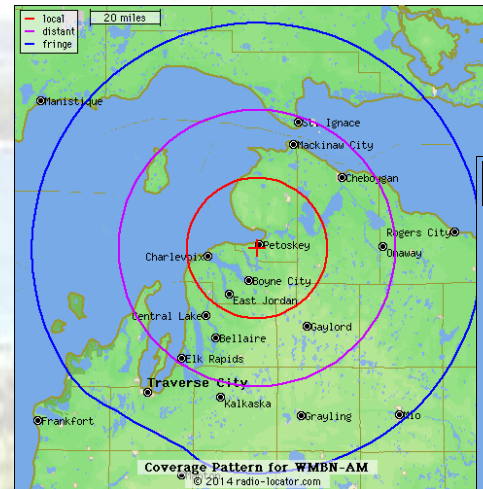 local
distant
fringe
20 miles
Manistique
St. Ignace
Mackinaw City
Cheboygan
Rogers City
Onaway
Petoskey
Charlevoix
Boyne City
East Jordan
Central Lake
Gaylord
Bellaire
Elk Rapids
Traverse City
Kalkaska
Grayling
Mio
Frankfort
Coverage Pattern for WMBN-AM
© 2014 radio-locator.com